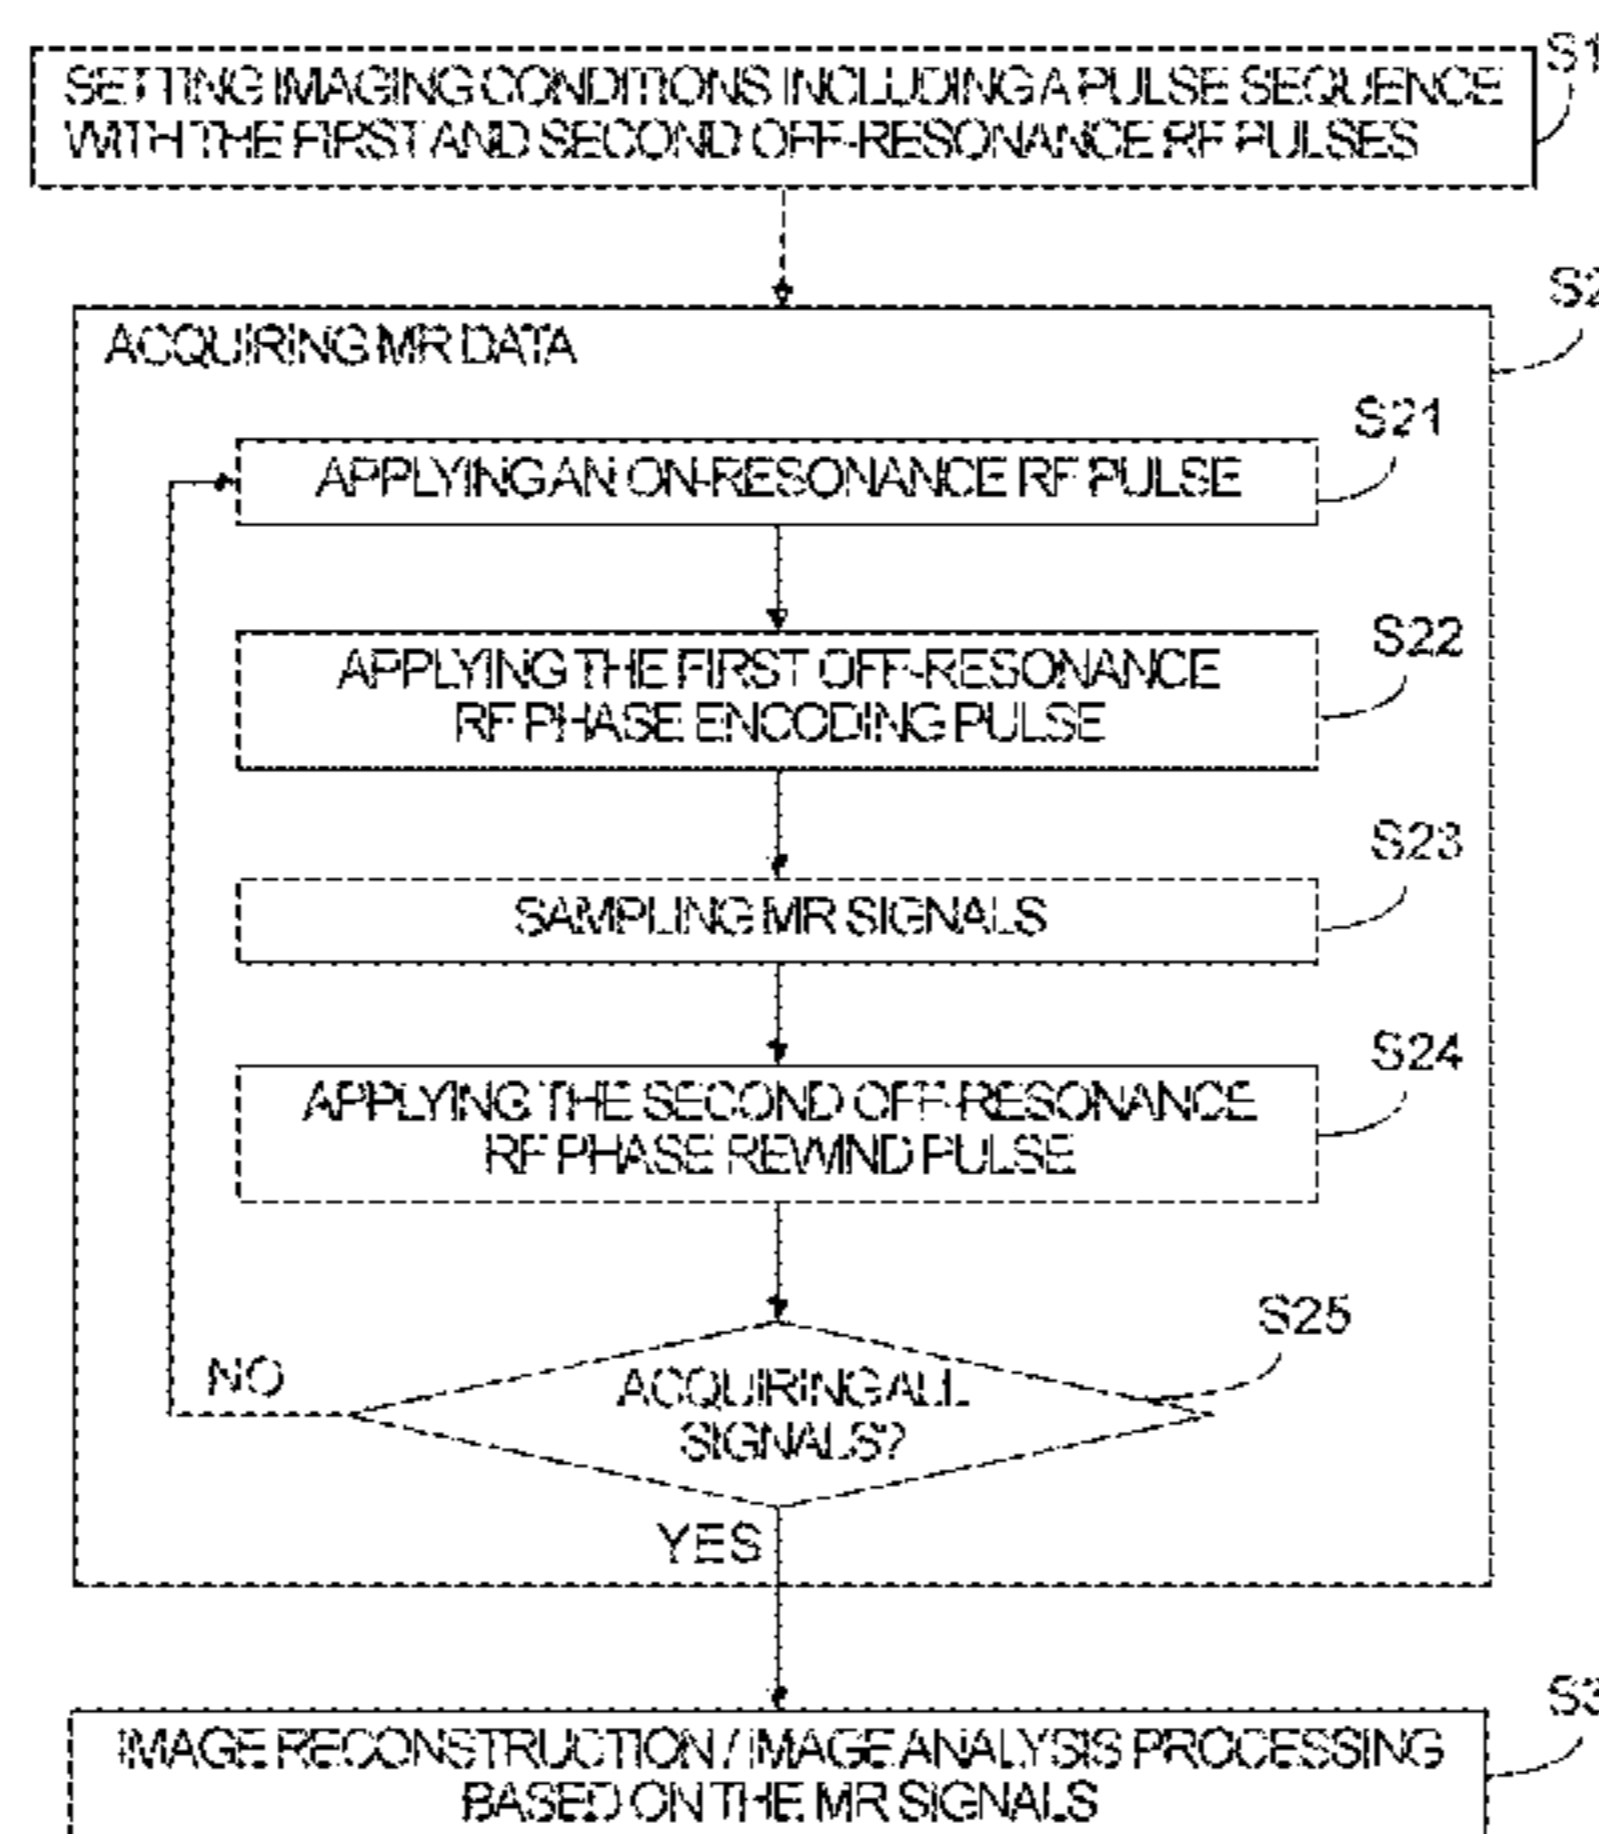 S1
SETTING IMAGING CONDITIONS INCLUDING A PULSE SEQUENCE
WITH THE FIRST AND SECOND OFF-RESONANCE RF PULSES
S2
ACQUIRING MR DATA
S21
APPLYING AN ON-RESONANCE RF PULSE
S22
APPLYING THE FIRST OFF-RESONANCE
RF PHASE ENCODING PULSE
S23
SAMPLING MR SIGNALS
S24
APPLYING THE SECOND OFF-RESONANCE
RF PHASE REWIND PULSE
S25
NO
ACQUIRING ALL
SIGNALS?
YES
S3
IMAGE RECONSTRUCTION / IMAGE ANALYSIS PROCESSING
BASED ON THE MR SIGNALS